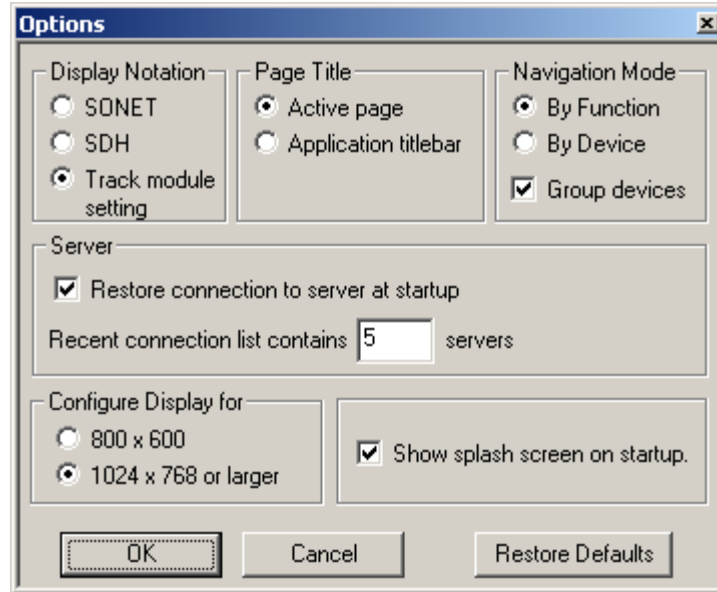 Options
Display Notation
SONET
SDH
Track module
setting
Page Title
Active page
Application titlebar
Navigation Mode
By Function
By Device
Group devices
Server
Restore connection to server at startup
Recent connection list contains 5 servers
Configure Display for
800 x 600
1024 x 768 or larger
Show splash screen on startup.
OK
Cancel
Restore Defaults